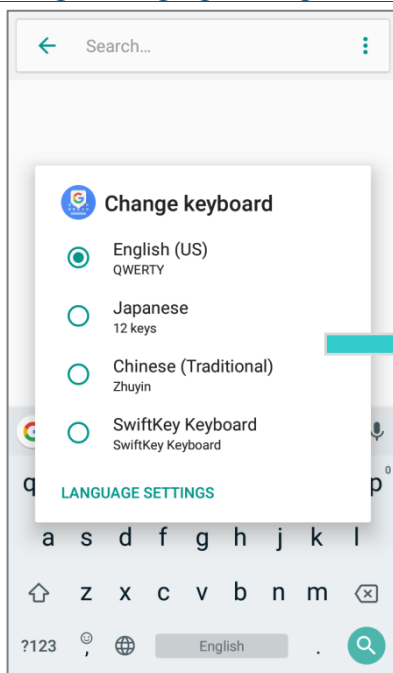 Search...
Change keyboard
English (US)
QWERTY
Japanese
12 keys
Chinese (Traditional)
Zhuyin
SwiftKey Keyboard
SwiftKey Keyboard
LANGUAGE SETTINGS
q p 0
a s d f g h j k l
z x c v b n m
?123 , English .